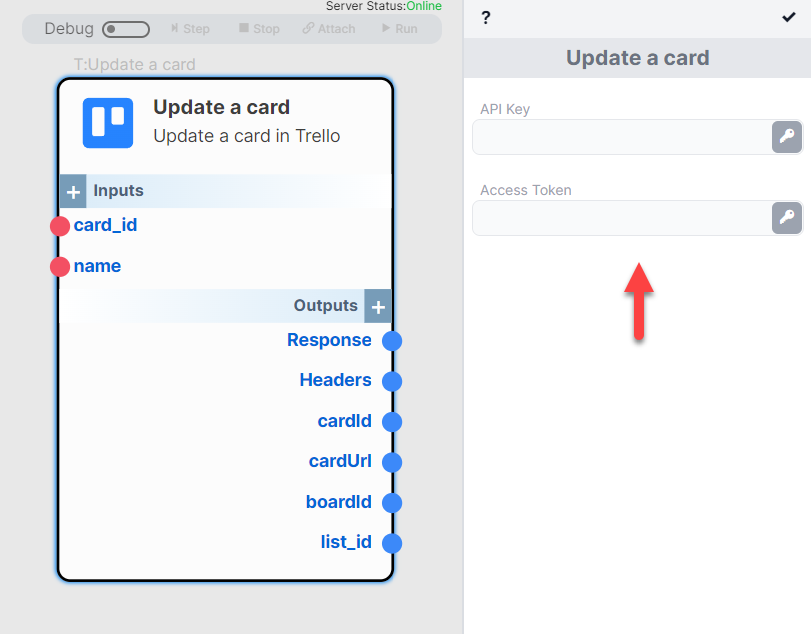 Server Status:Online
Debug
Step
Stop
Attach
Run
T:Update a card
Update a card
Update a card in Trello
+ Inputs
card_id
name
Outputs +
Response
Headers
cardId
cardUrl
boardId
list_id
?
Update a card
API Key
Access Token